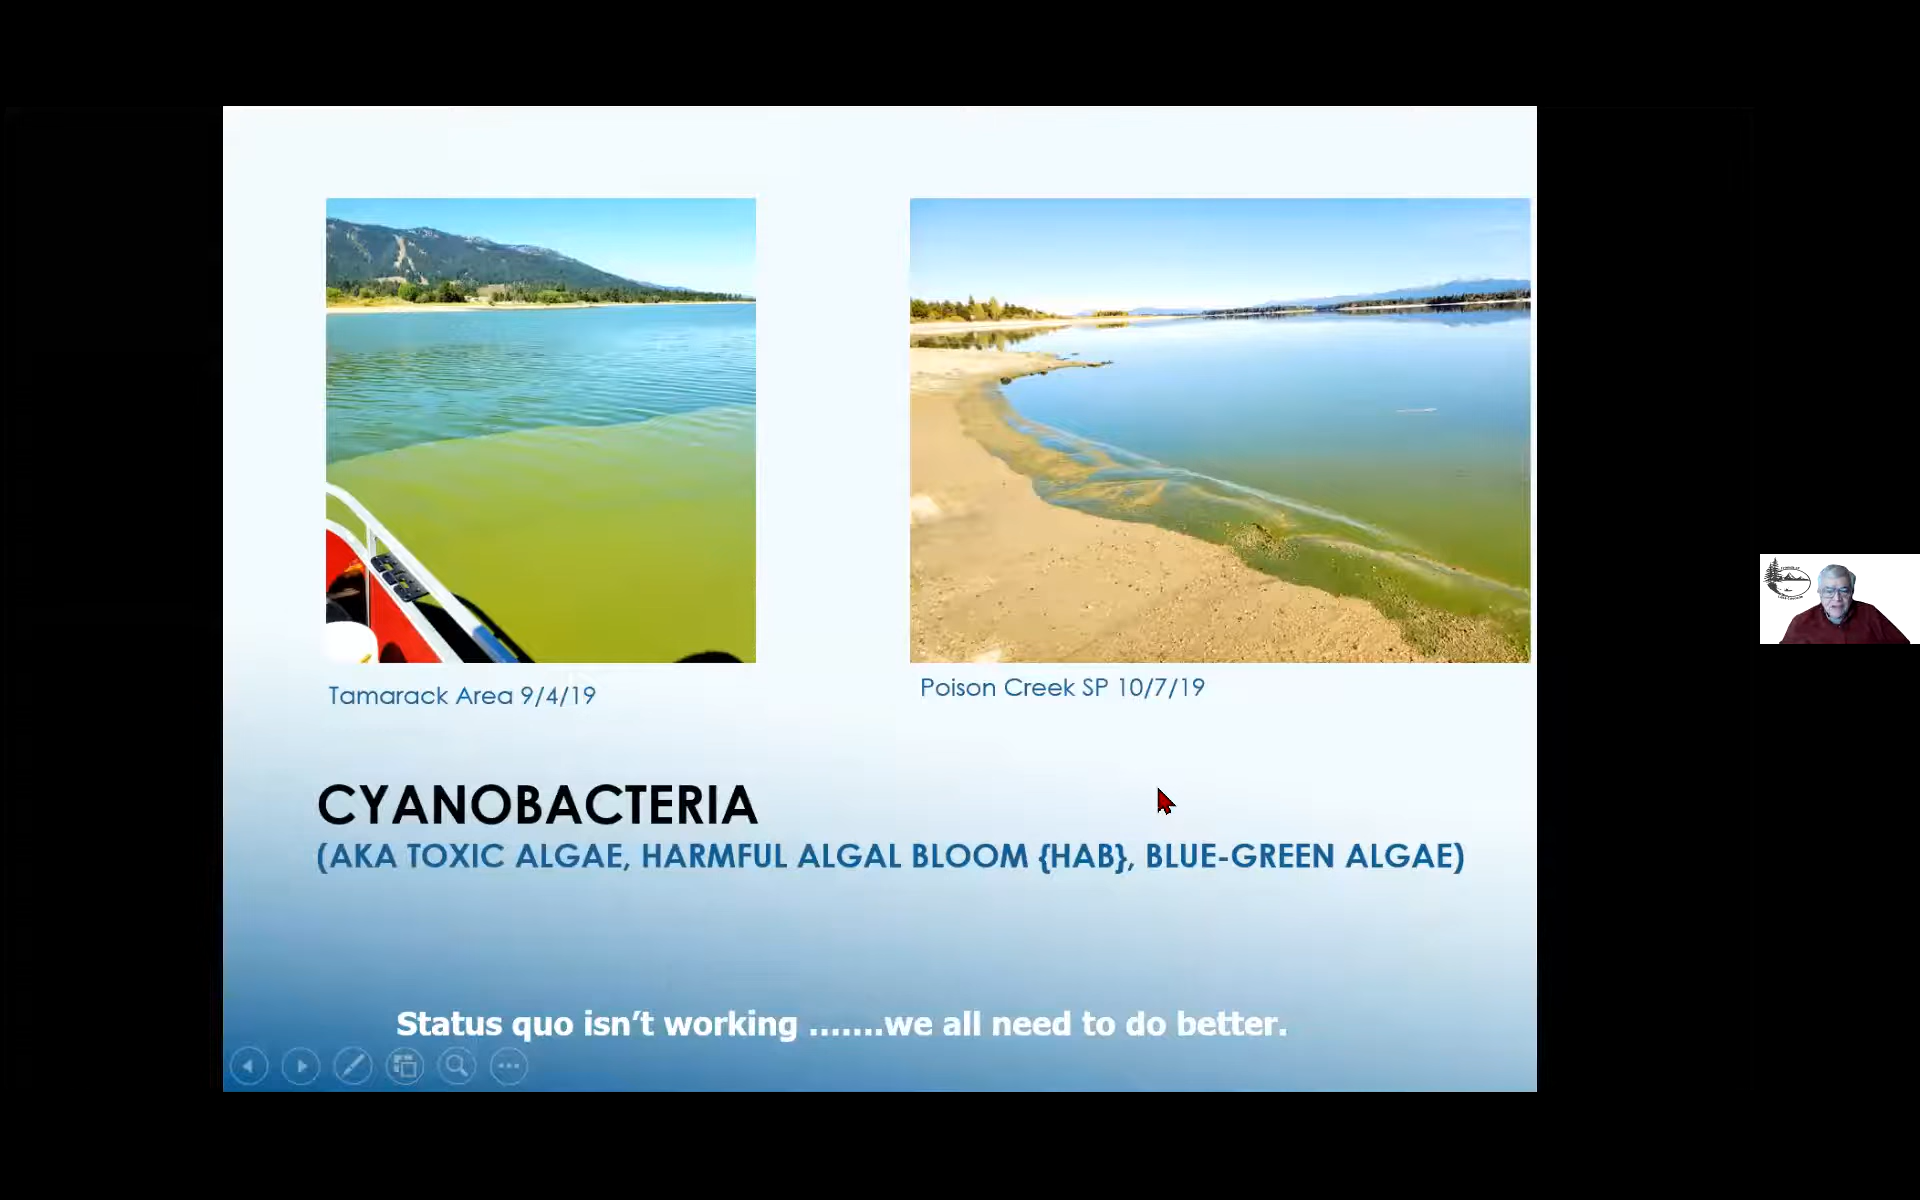 Tamarack Area 9/4/19
Poison Creek SP 10/7/19
CYANOBACTERIA
(AKA TOXIC ALGAE, HARMFUL ALGAL BLOOM {HAB}, BLUE-GREEN ALGAE)
Status quo isn’t working .......we all need to do better.